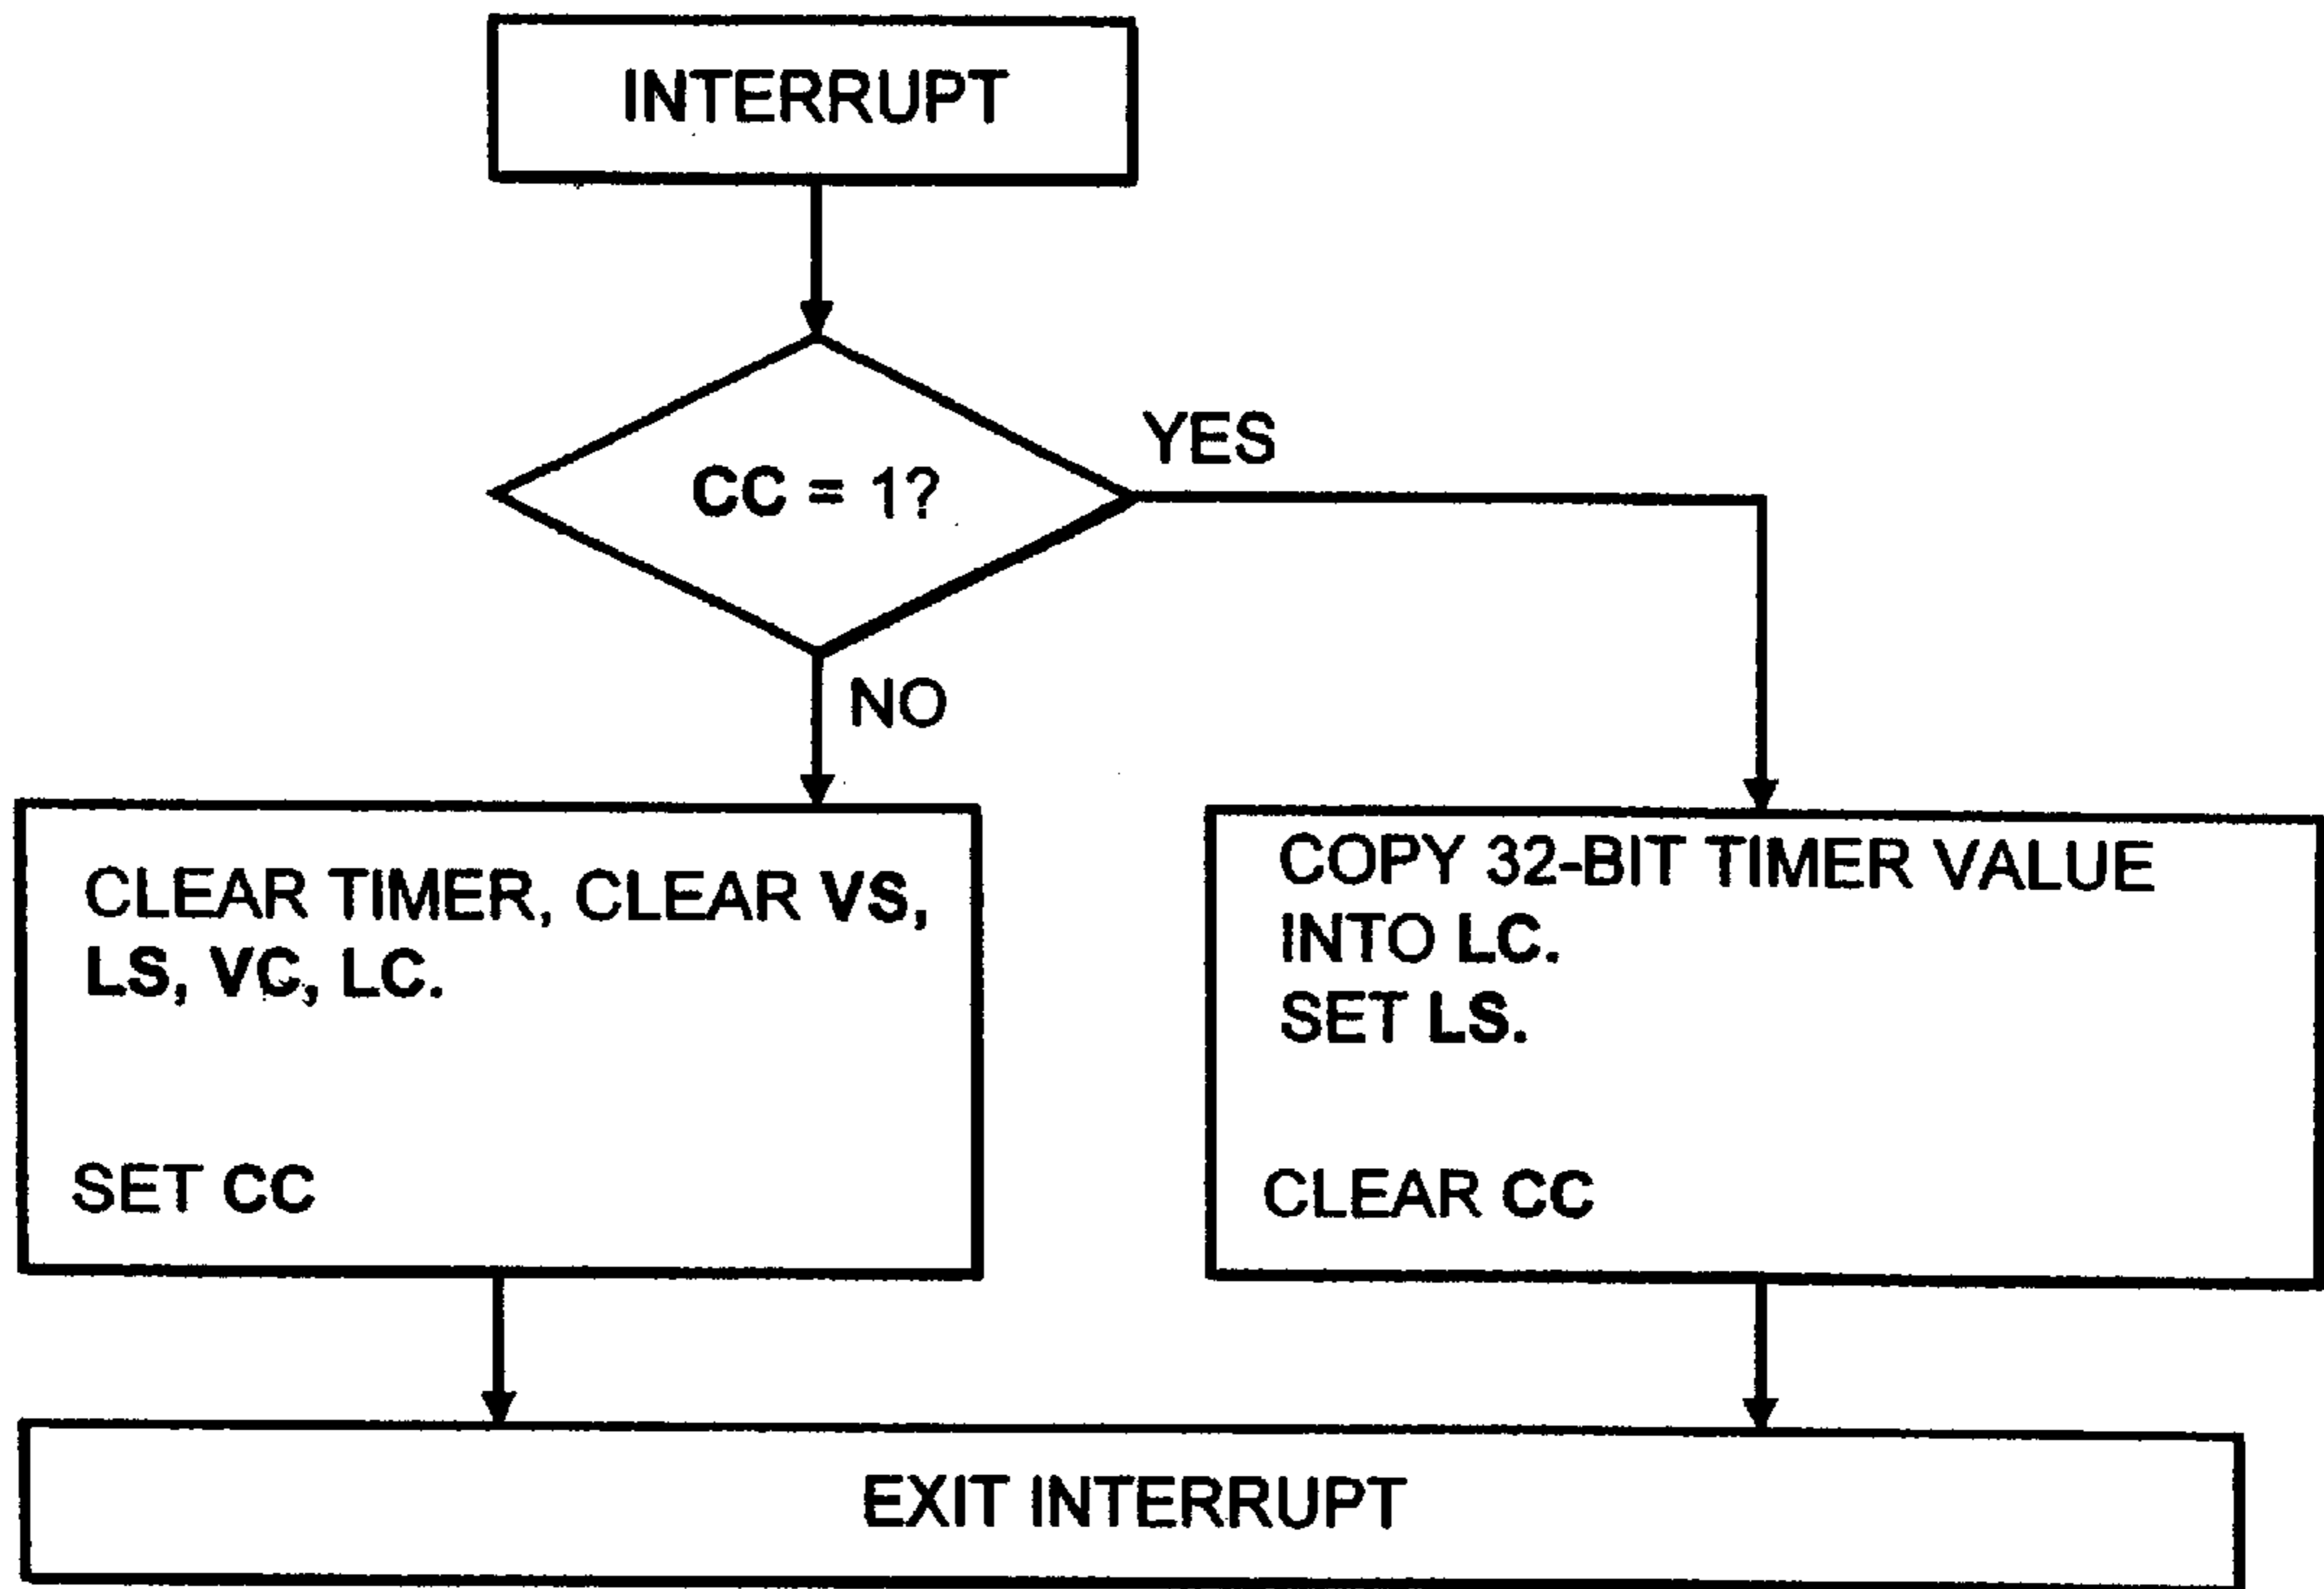 INTERRUPT
CC = 1?
YES
NO
CLEAR TIMER, CLEAR VS,
LS, VC, LC.
SET CC
COPY 32-BIT TIMER VALUE
INTO LC.
SET LS.
CLEAR CC
EXIT INTERRUPT